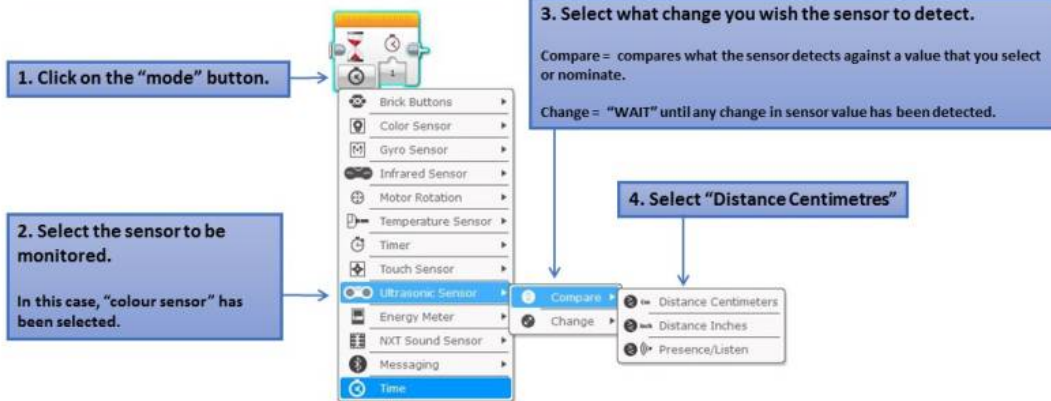 1. Click on the “mode” button.
2. Select the sensor to be
monitored.
In this case, “colour sensor” has
been selected.
3. Select what change you wish the sensor to detect.
Compare = compares what the sensor detects against a value that you select
or nominate.
Change = “WAIT” until any change in sensor value has been detected.
4. Select “Distance Centimetres”
1
Brick Buttons
Color Sensor
Gyro Sensor
Infrared Sensor
Motor Rotation
Temperature Sensor
Timer
Touch Sensor
Ultrasonic Sensor
Energy Meter
NXT Sound Sensor
Messaging
Time
Compare
Change
cm Distance Centimeters
inch Distance Inches
Presence/Listen